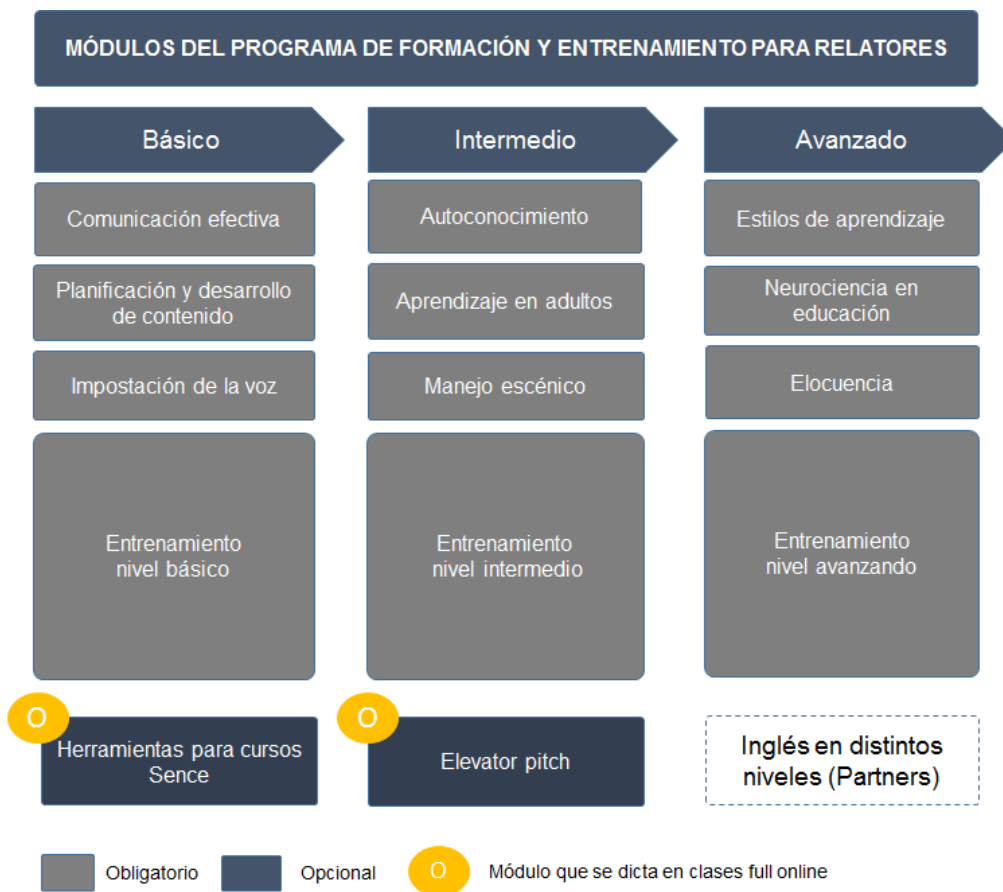 MÓDULOS DEL PROGRAMA DE FORMACIÓN Y ENTRENAMIENTO PARA RELATORES
Básico
Intermedio
Avanzado
Comunicación efectiva
Autoconocimiento
Estilos de aprendizaje
Planificación y desarrollo
de contenido
Aprendizaje en adultos
Neurociencia en
educación
Impostación de la voz
Manejo escénico
Elocuencia
Entrenamiento
nivel básico
Entrenamiento
nivel intermedio
Entrenamiento
nivel avanzando
O
Herramientas para cursos
Sence
O
Elevator pitch
Inglés en distintos
niveles (Partners)
Obligatorio
Opcional
O
Módulo que se dicta en clases full online